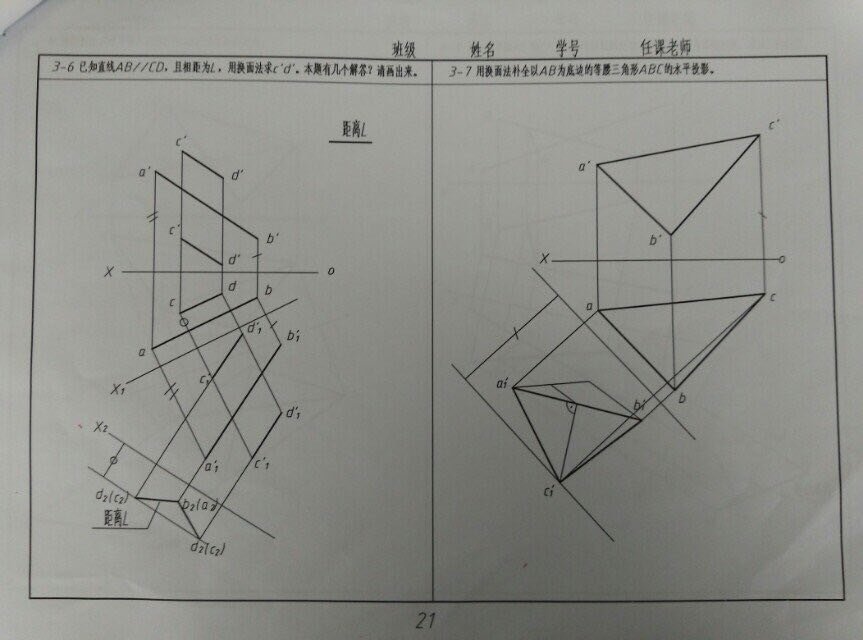 班级 姓名 学号 任课老师
3-6 已知直线AB//CD，且相距为L，用换面法求c'd'。本题有几个解答？请画出来。
距离L
c'
a'
d'
c'
b'
d'
X
o
d
b
c
a
d'1
b'1
X1
c1
d'1
X2
a'1
c'1
d2(c2)
b2(a2)
距离L
d2(c2)
3-7 用换面法补全以AB为底边的等腰三角形ABC的水平投影。
c'
a'
b'
X
o
c
a
a1'
b
b1'
c1'
21